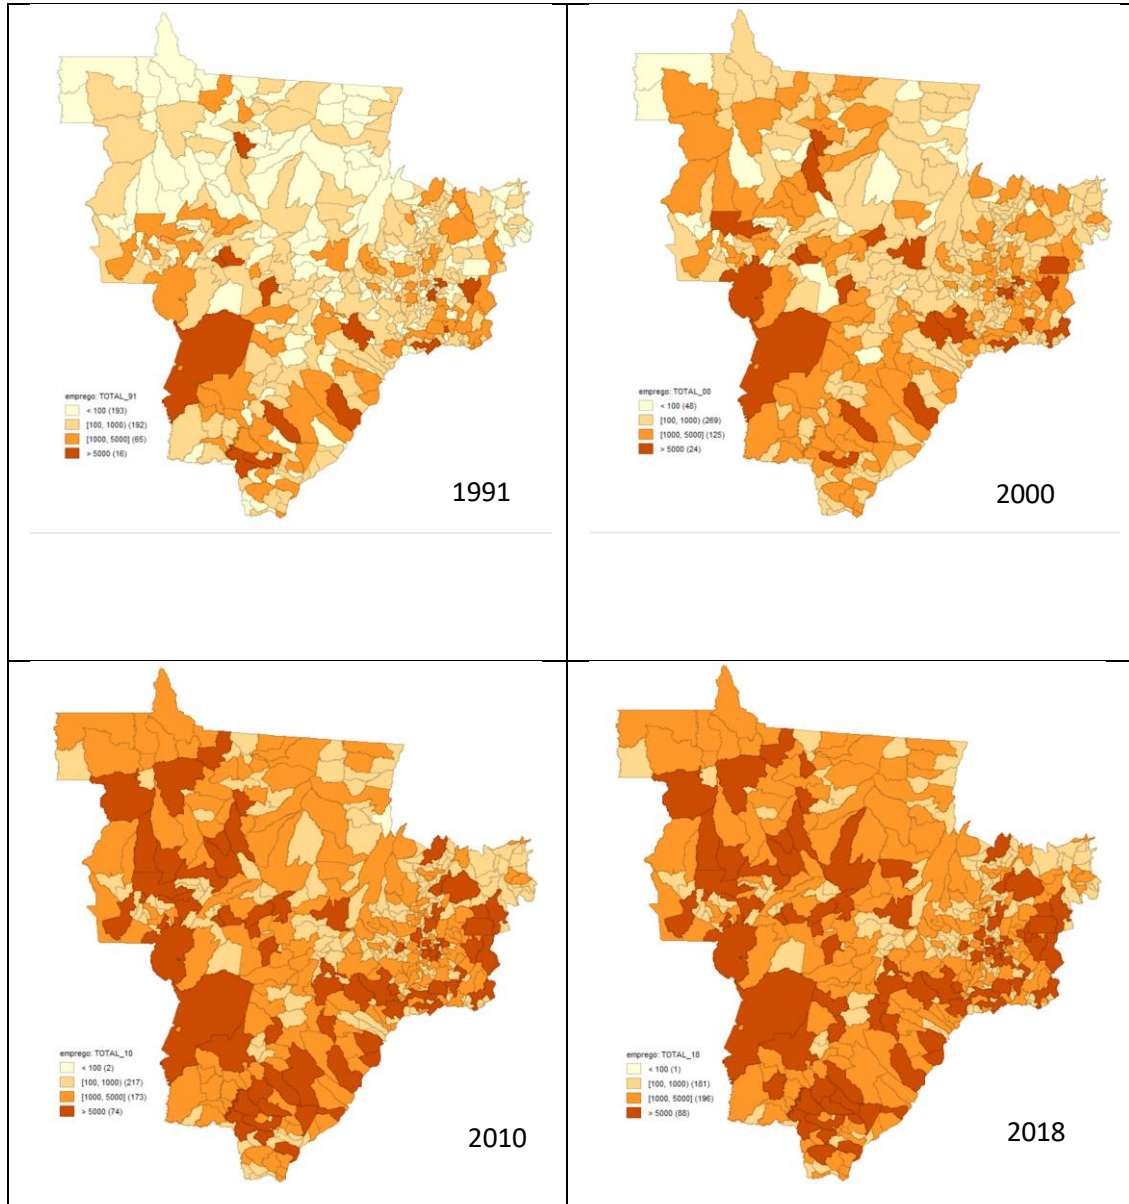 emprego: TOTAL_91
< 100 (193)
[100, 1000) (192)
[1000, 5000] (65)
> 5000 (16)
1991
emprego: TOTAL_00
< 100 (48)
[100, 1000) (269)
[1000, 5000] (125)
> 5000 (24)
2000
emprego: TOTAL_10
< 100 (2)
[100, 1000) (217)
[1000, 5000] (173)
> 5000 (74)
2010
emprego: TOTAL_18
< 100 (1)
[100, 1000) (181)
[1000, 5000] (196)
> 5000 (88)
2018